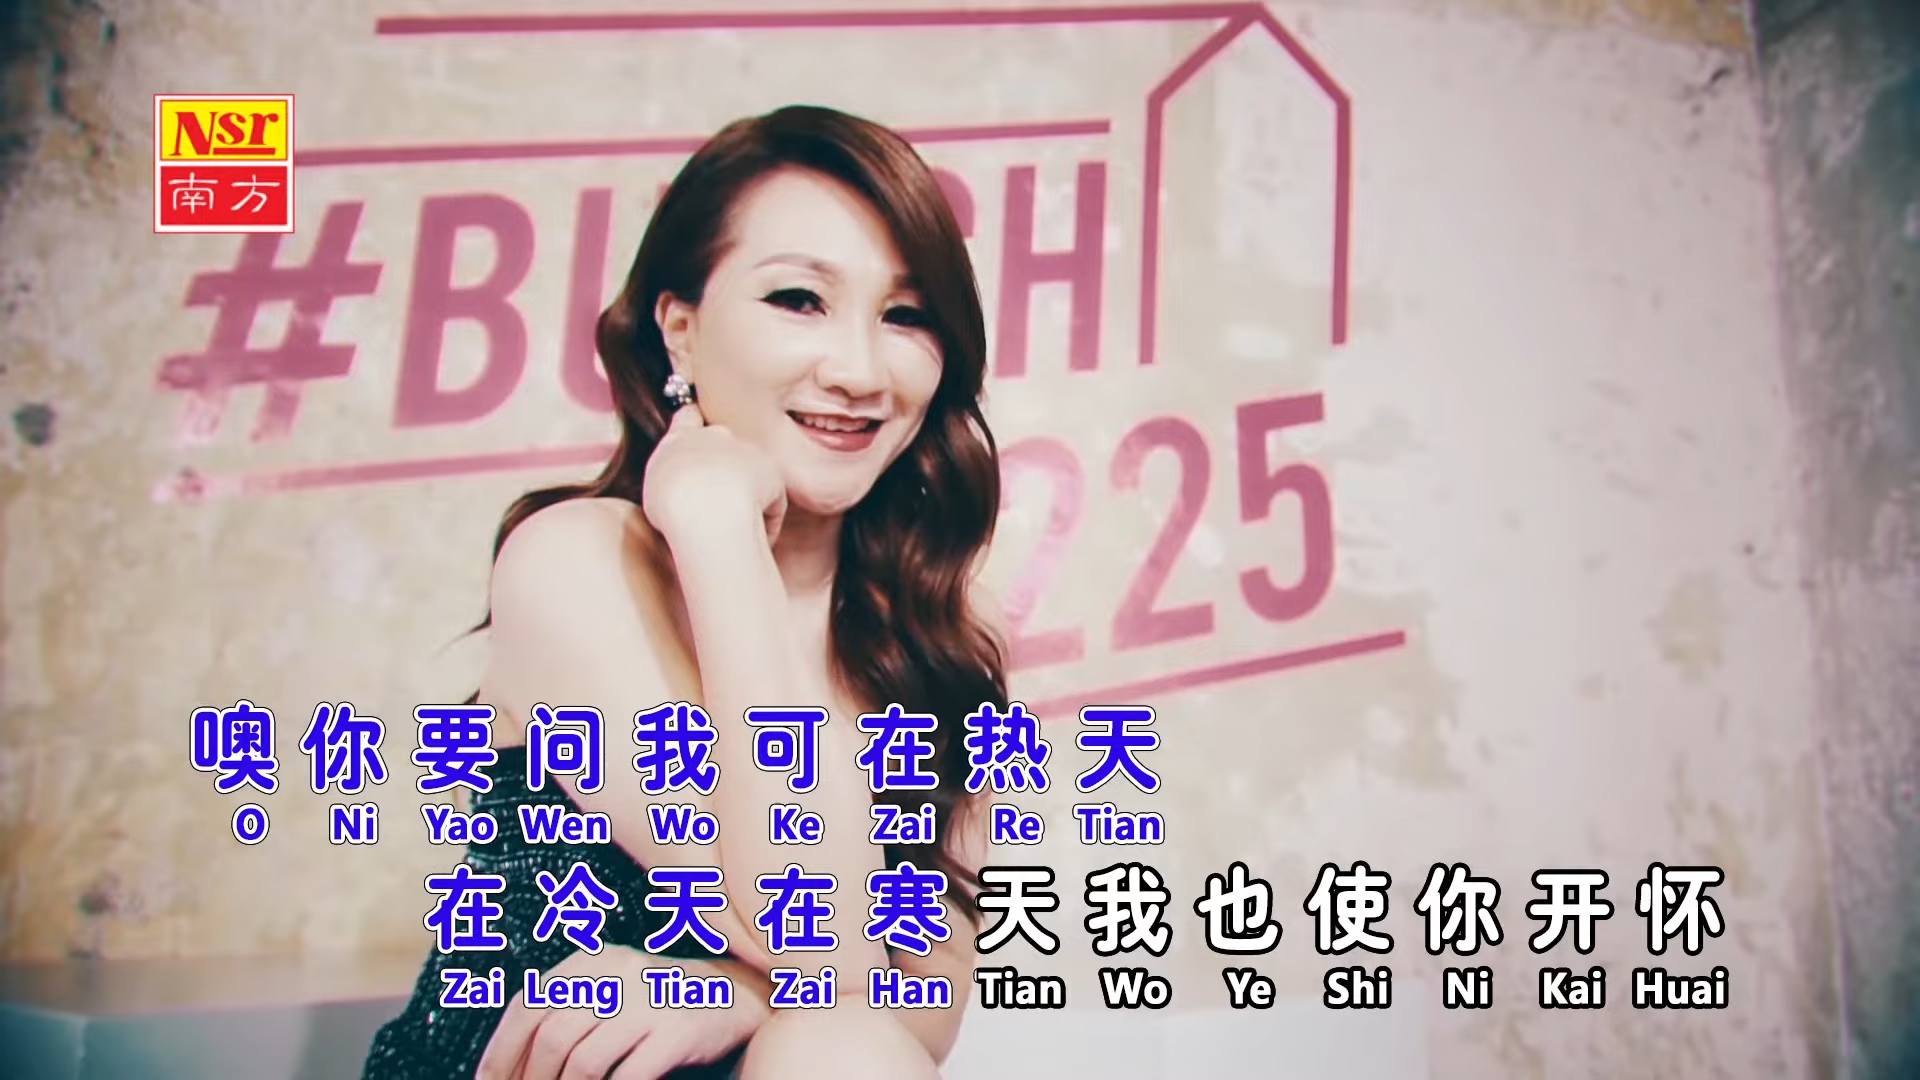 Nsr
南方
#BU CH
225
噢你要问我可在热天
O Ni Yao Wen Wo Ke Zai Re Tian
在冷天在寒天我也使你开怀
Zai Leng Tian Zai Han Tian Wo Ye Shi Ni Kai Huai